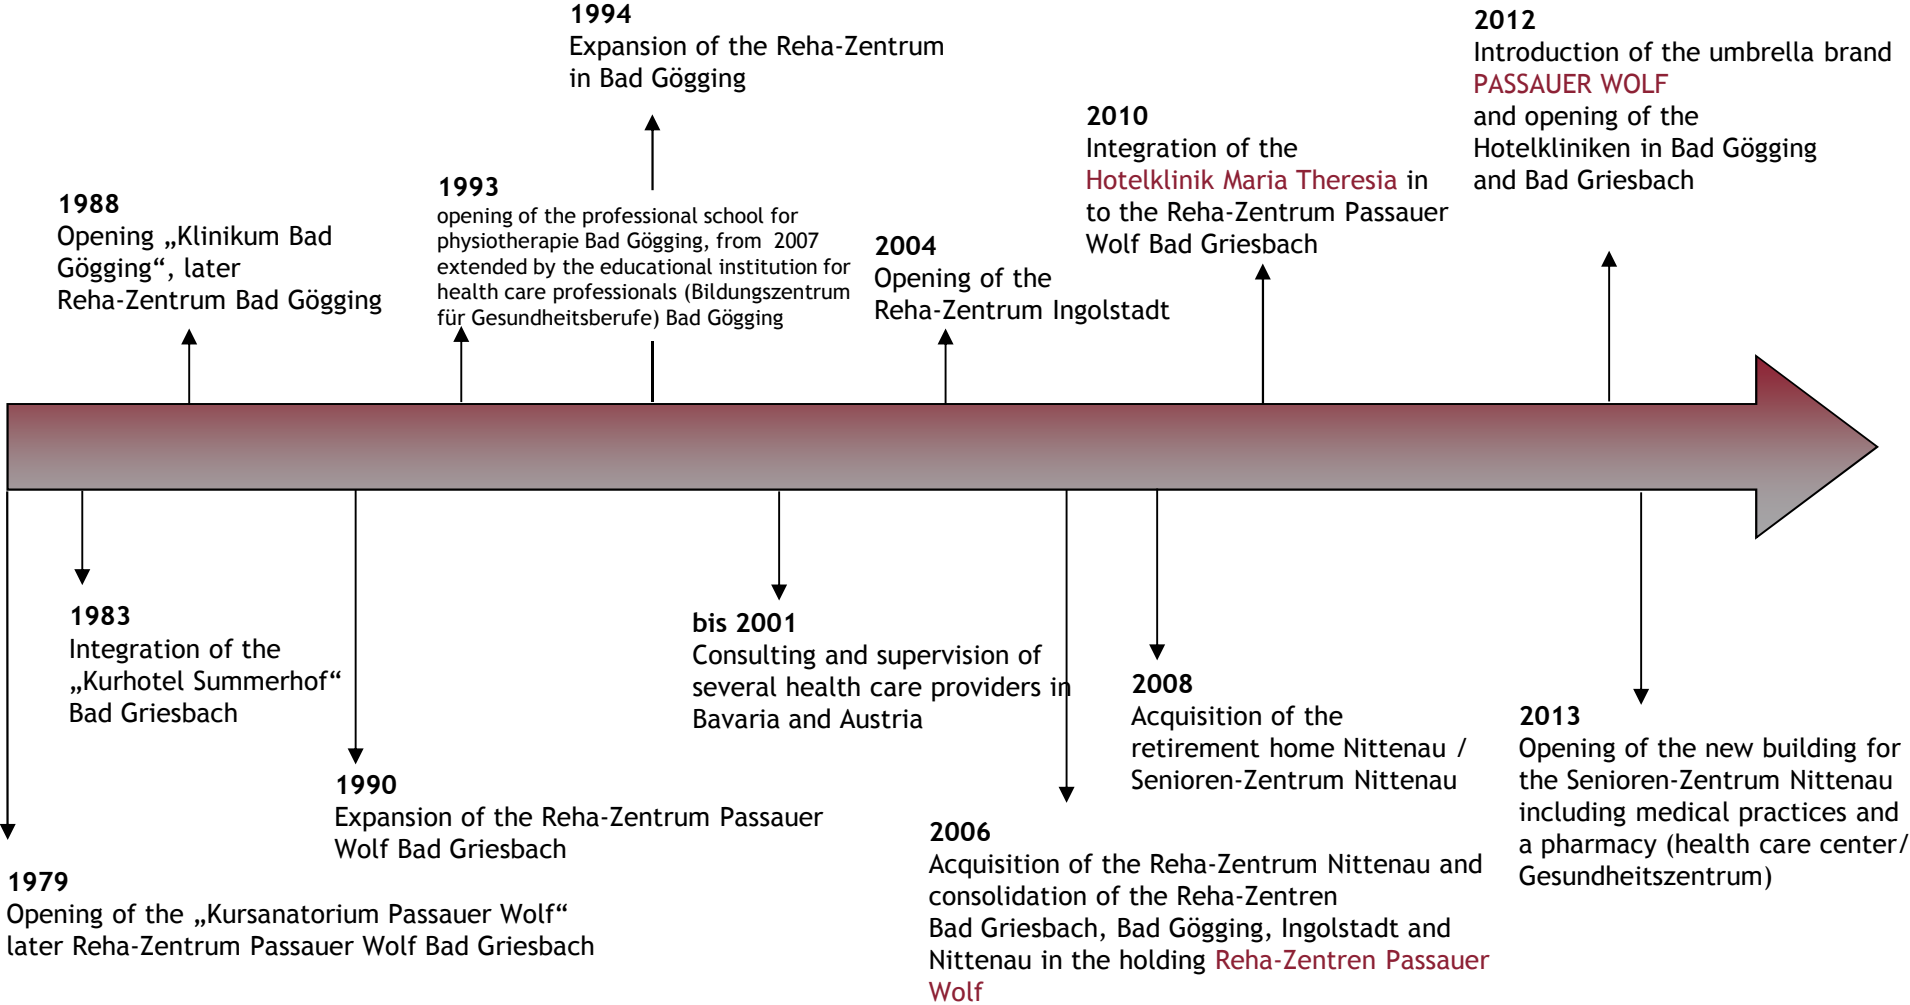 1994
Expansion of the Reha-Zentrum
in Bad Gögging
2012
Introduction of the umbrella brand
PASSAUER WOLF
and opening of the
Hotelkliniken in Bad Gögging
and Bad Griesbach
2010
Integration of the
Hotelklinik Maria Theresia in
to the Reha-Zentrum Passauer
Wolf Bad Griesbach
1993
opening of the professional school for
physiotherapie Bad Gögging, from 2007
extended by the educational institution for
health care professionals (Bildungszentrum
für Gesundheitsberufe) Bad Gögging
1988
Opening „Klinikum Bad
Gögging“, later
Reha-Zentrum Bad Gögging
2004
Opening of the
Reha-Zentrum Ingolstadt
1983
Integration of the
„Kurhotel Summerhof“
Bad Griesbach
bis 2001
Consulting and supervision of
several health care providers in
Bavaria and Austria
2008
Acquisition of the
retirement home Nittenau /
Senioren-Zentrum Nittenau
2013
Opening of the new building for
the Senioren-Zentrum Nittenau
including medical practices and
a pharmacy (health care center/
Gesundheitszentrum)
1990
Expansion of the Reha-Zentrum Passauer
Wolf Bad Griesbach
2006
Acquisition of the Reha-Zentrum Nittenau and
consolidation of the Reha-Zentren
Bad Griesbach, Bad Gögging, Ingolstadt and
Nittenau in the holding Reha-Zentren Passauer
Wolf
1979
Opening of the „Kursanatorium Passauer Wolf“
later Reha-Zentrum Passauer Wolf Bad Griesbach